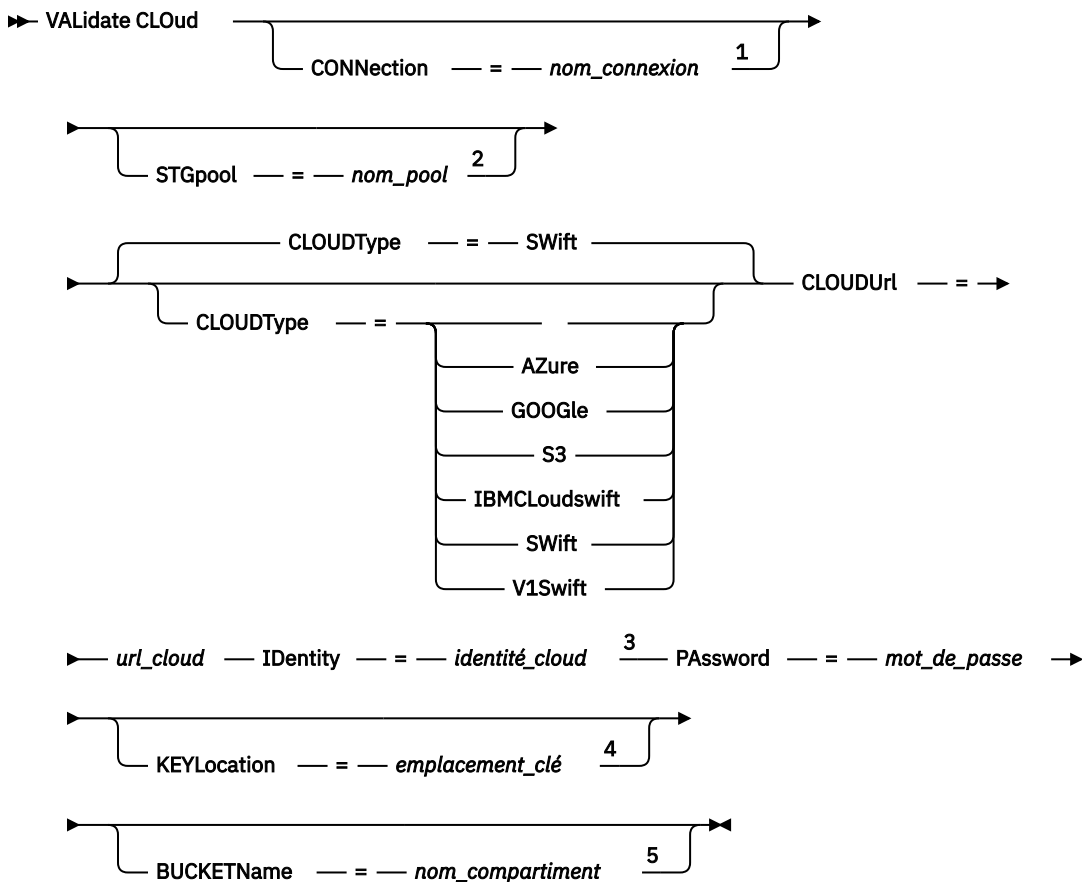 VALidate CLOud
CONNection = nom_connexion 1
STGpool = nom_pool 2
CLOUDType = SWift
CLOUDUrl =
CLOUDType =
AZure
GOOGle
S3
IBMCLoudswift
SWift
V1Swift
url_cloud IDentity = identité_cloud 3 PAssword = mot_de_passe
KEYLocation = emplacement_clé 4
BUCKETName = nom_compartiment 5